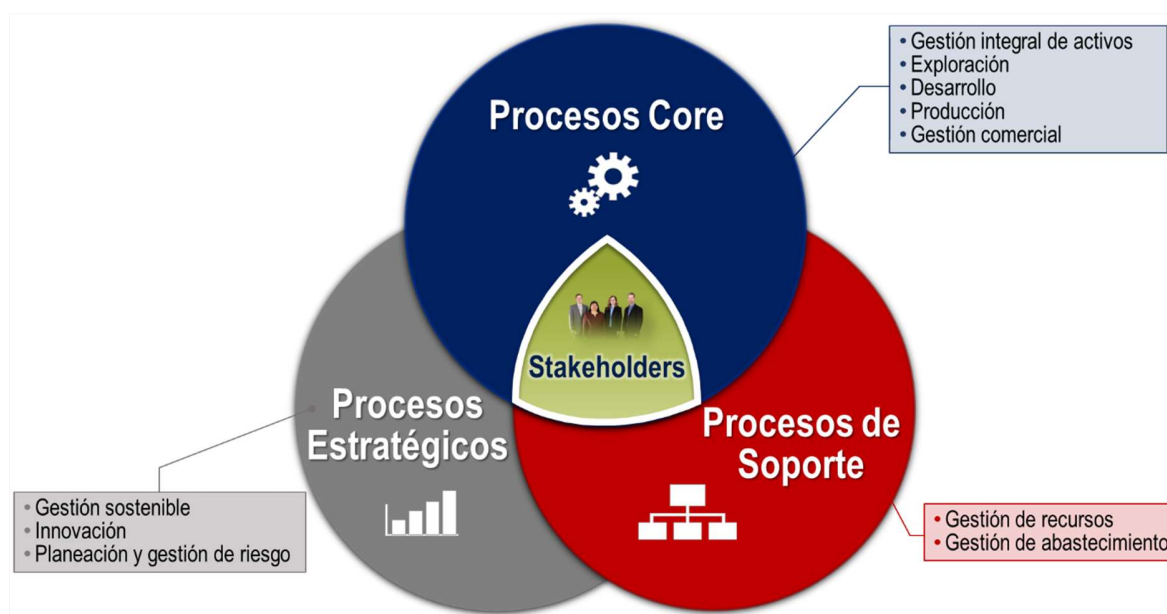 Procesos Core
• Gestión integral de activos
• Exploración
• Desarrollo
• Producción
• Gestión comercial
Stakeholders
Procesos
Estratégicos
• Gestión sostenible
• Innovación
• Planeación y gestión de riesgo
Procesos de
Soporte
• Gestión de recursos
• Gestión de abastecimiento